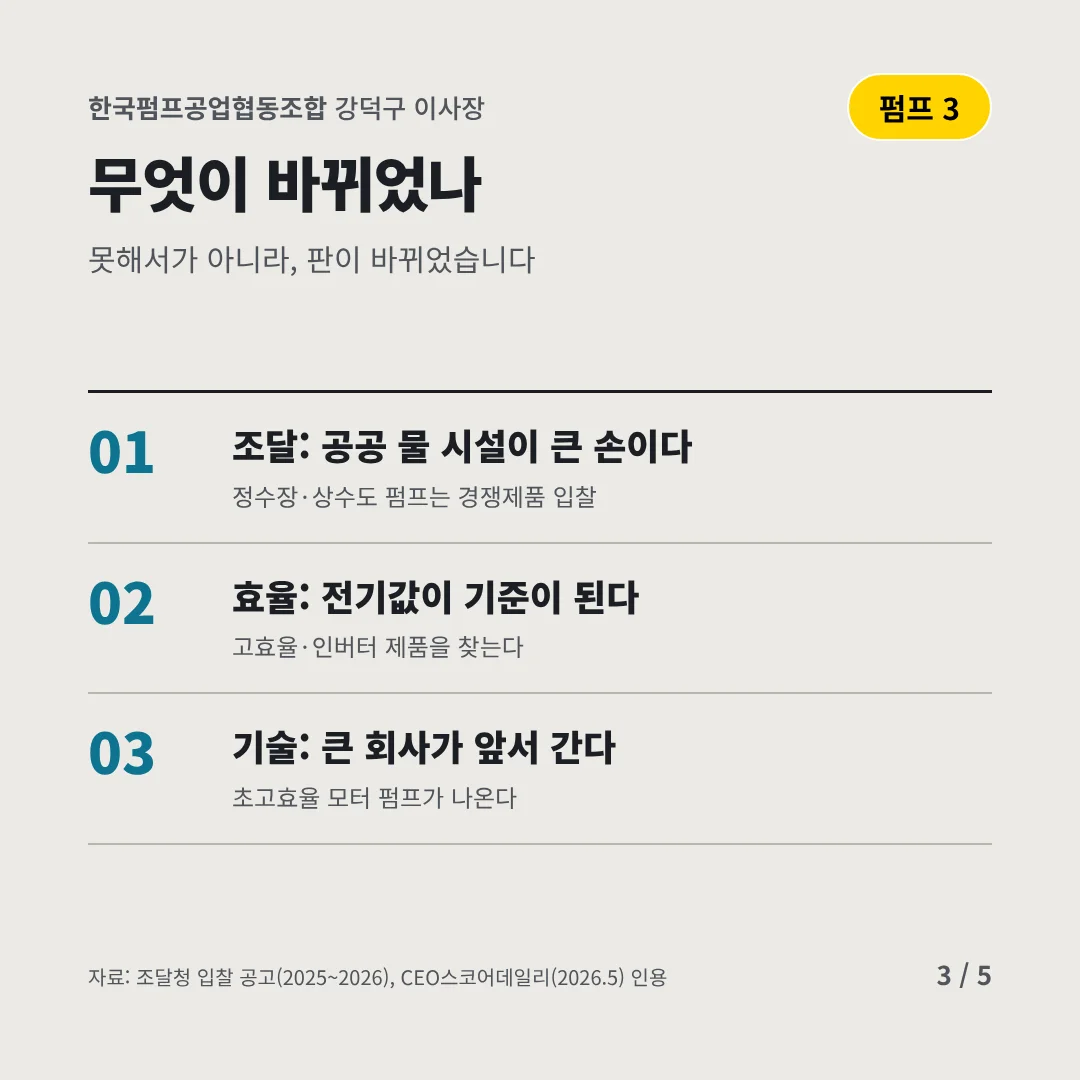 한국펌프공업협동조합 강덕구 이사장
펌프 3
무엇이 바뀌었나
못해서가 아니라, 판이 바뀌었습니다
01
조달: 공공 물 시설이 큰 손이다
정수장·상수도 펌프는 경쟁제품 입찰
02
효율: 전기값이 기준이 된다
고효율·인버터 제품을 찾는다
03
기술: 큰 회사가 앞서 간다
초고효율 모터 펌프가 나온다
자료: 조달청 입찰 공고(2025~2026), CEO스코어데일리(2026.5) 인용
3 / 5